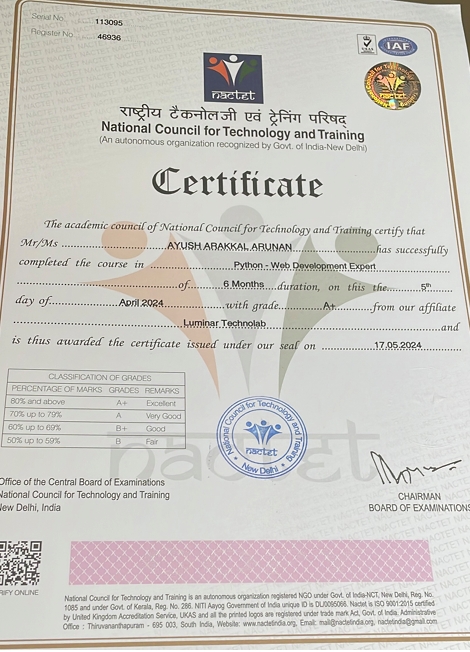 Serial No. 113095
Register No 46936
UKAS
IAF
nactet
राष्ट्रीय टैकनोलजी एवं ट्रेनिंग परिषद्
National Council for Technology and Training
(An autonomous organization recognized by Govt. of India-New Delhi)
Certificate
The academic council of National Council for Technology and Training certify that
Mr/Ms AYUSH ARAKKAL ARUNAN has successfully
completed the course in Python - Web Development Expert
of 6 Months duration, on this the 5th
day of April 2024 with grade A+ from our affiliate
Luminar Technolab and
is thus awarded the certificate issued under our seal on 17.05.2024
CLASSIFICATION OF GRADES
PERCENTAGE OF MARKS GRADES REMARKS
80% and above A+ Excellent
70% up to 79% A Very Good
60% up to 69% B+ Good
50% up to 59% B Fair
National Council for Technology and Training
nactet
New Delhi
nactet
Office of the Central Board of Examinations
National Council for Technology and Training
New Delhi, India
CHAIRMAN
BOARD OF EXAMINATIONS
RIFY ONLINE
National Council for Technology and Training is an autonomous organization registered NGO under Govt. of India-NCT, New Delhi, Reg. No.
1085 and under Govt. of Kerala, Reg. No. 286. NITI Aayog Government of India unique ID is DL/0095066. Nactet is ISO 9001:2015 certified
by United Kingdom Accreditation Service, UKAS and all the printed logos are registered under trade mark Act, Govt. of India. Administrative
Office : Thiruvananthapuram - 695 003, South India, Website: www.nactetindia.org, Email: mail@nactetindia.org, nactetindia@gmail.com